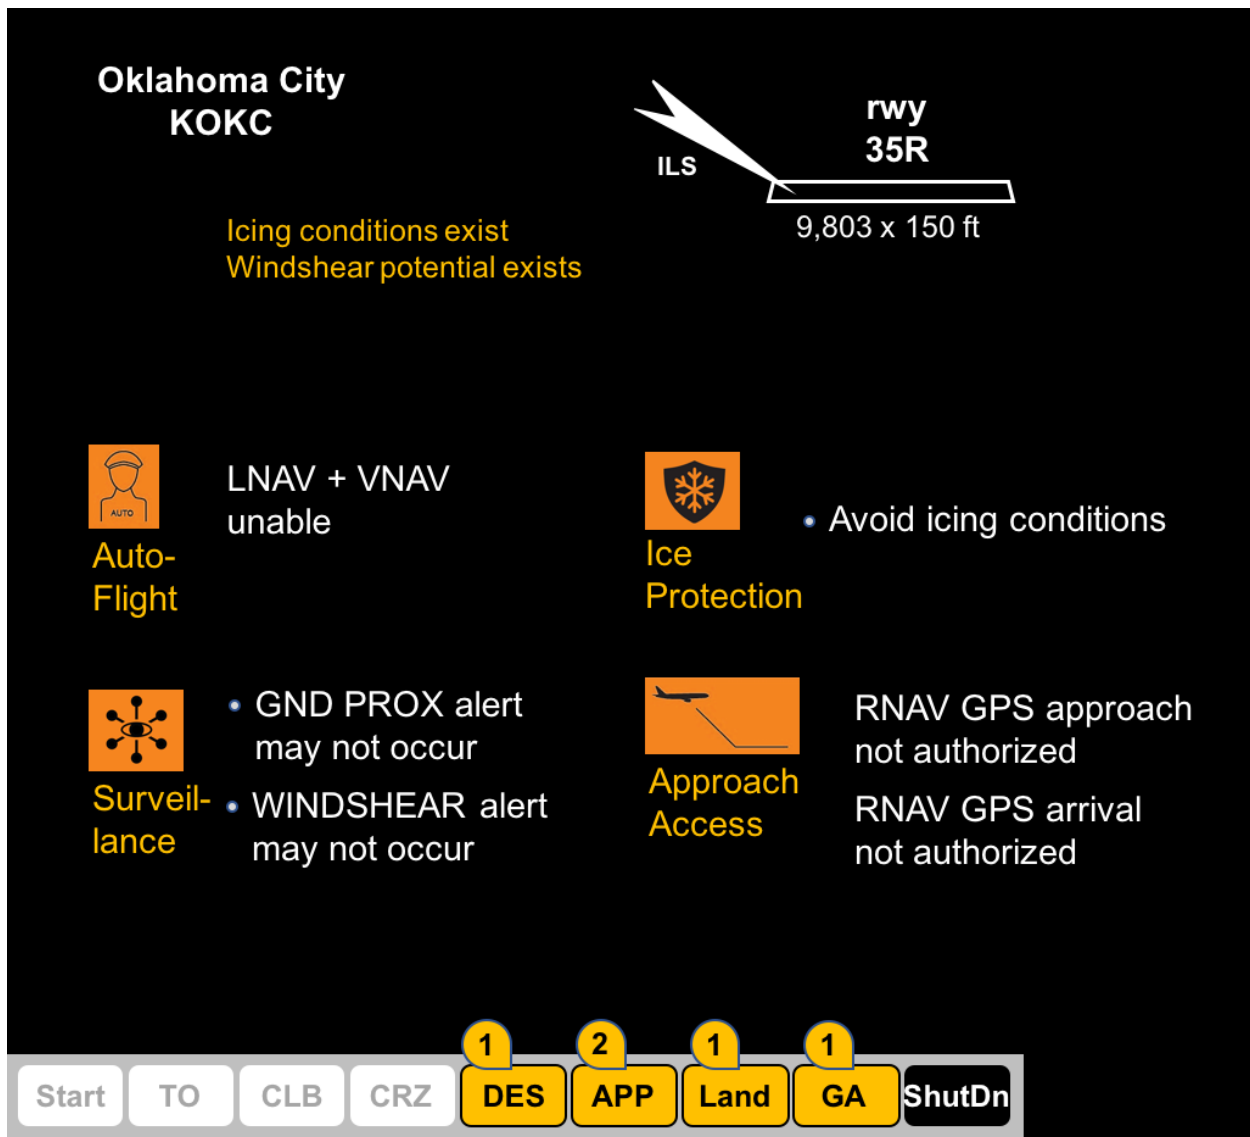 Oklahoma City
KOKC
ILS
rwy
35R
9,803 x 150 ft
Icing conditions exist
Windshear potential exists
AUTO
Auto-
Flight
LNAV + VNAV
unable
Ice
Protection
• Avoid icing conditions
Surveil-
lance
• GND PROX alert
may not occur
• WINDSHEAR alert
may not occur
Approach
Access
RNAV GPS approach
not authorized
RNAV GPS arrival
not authorized
1 2 1 1
Start TO CLB CRZ DES APP Land GA ShutDn